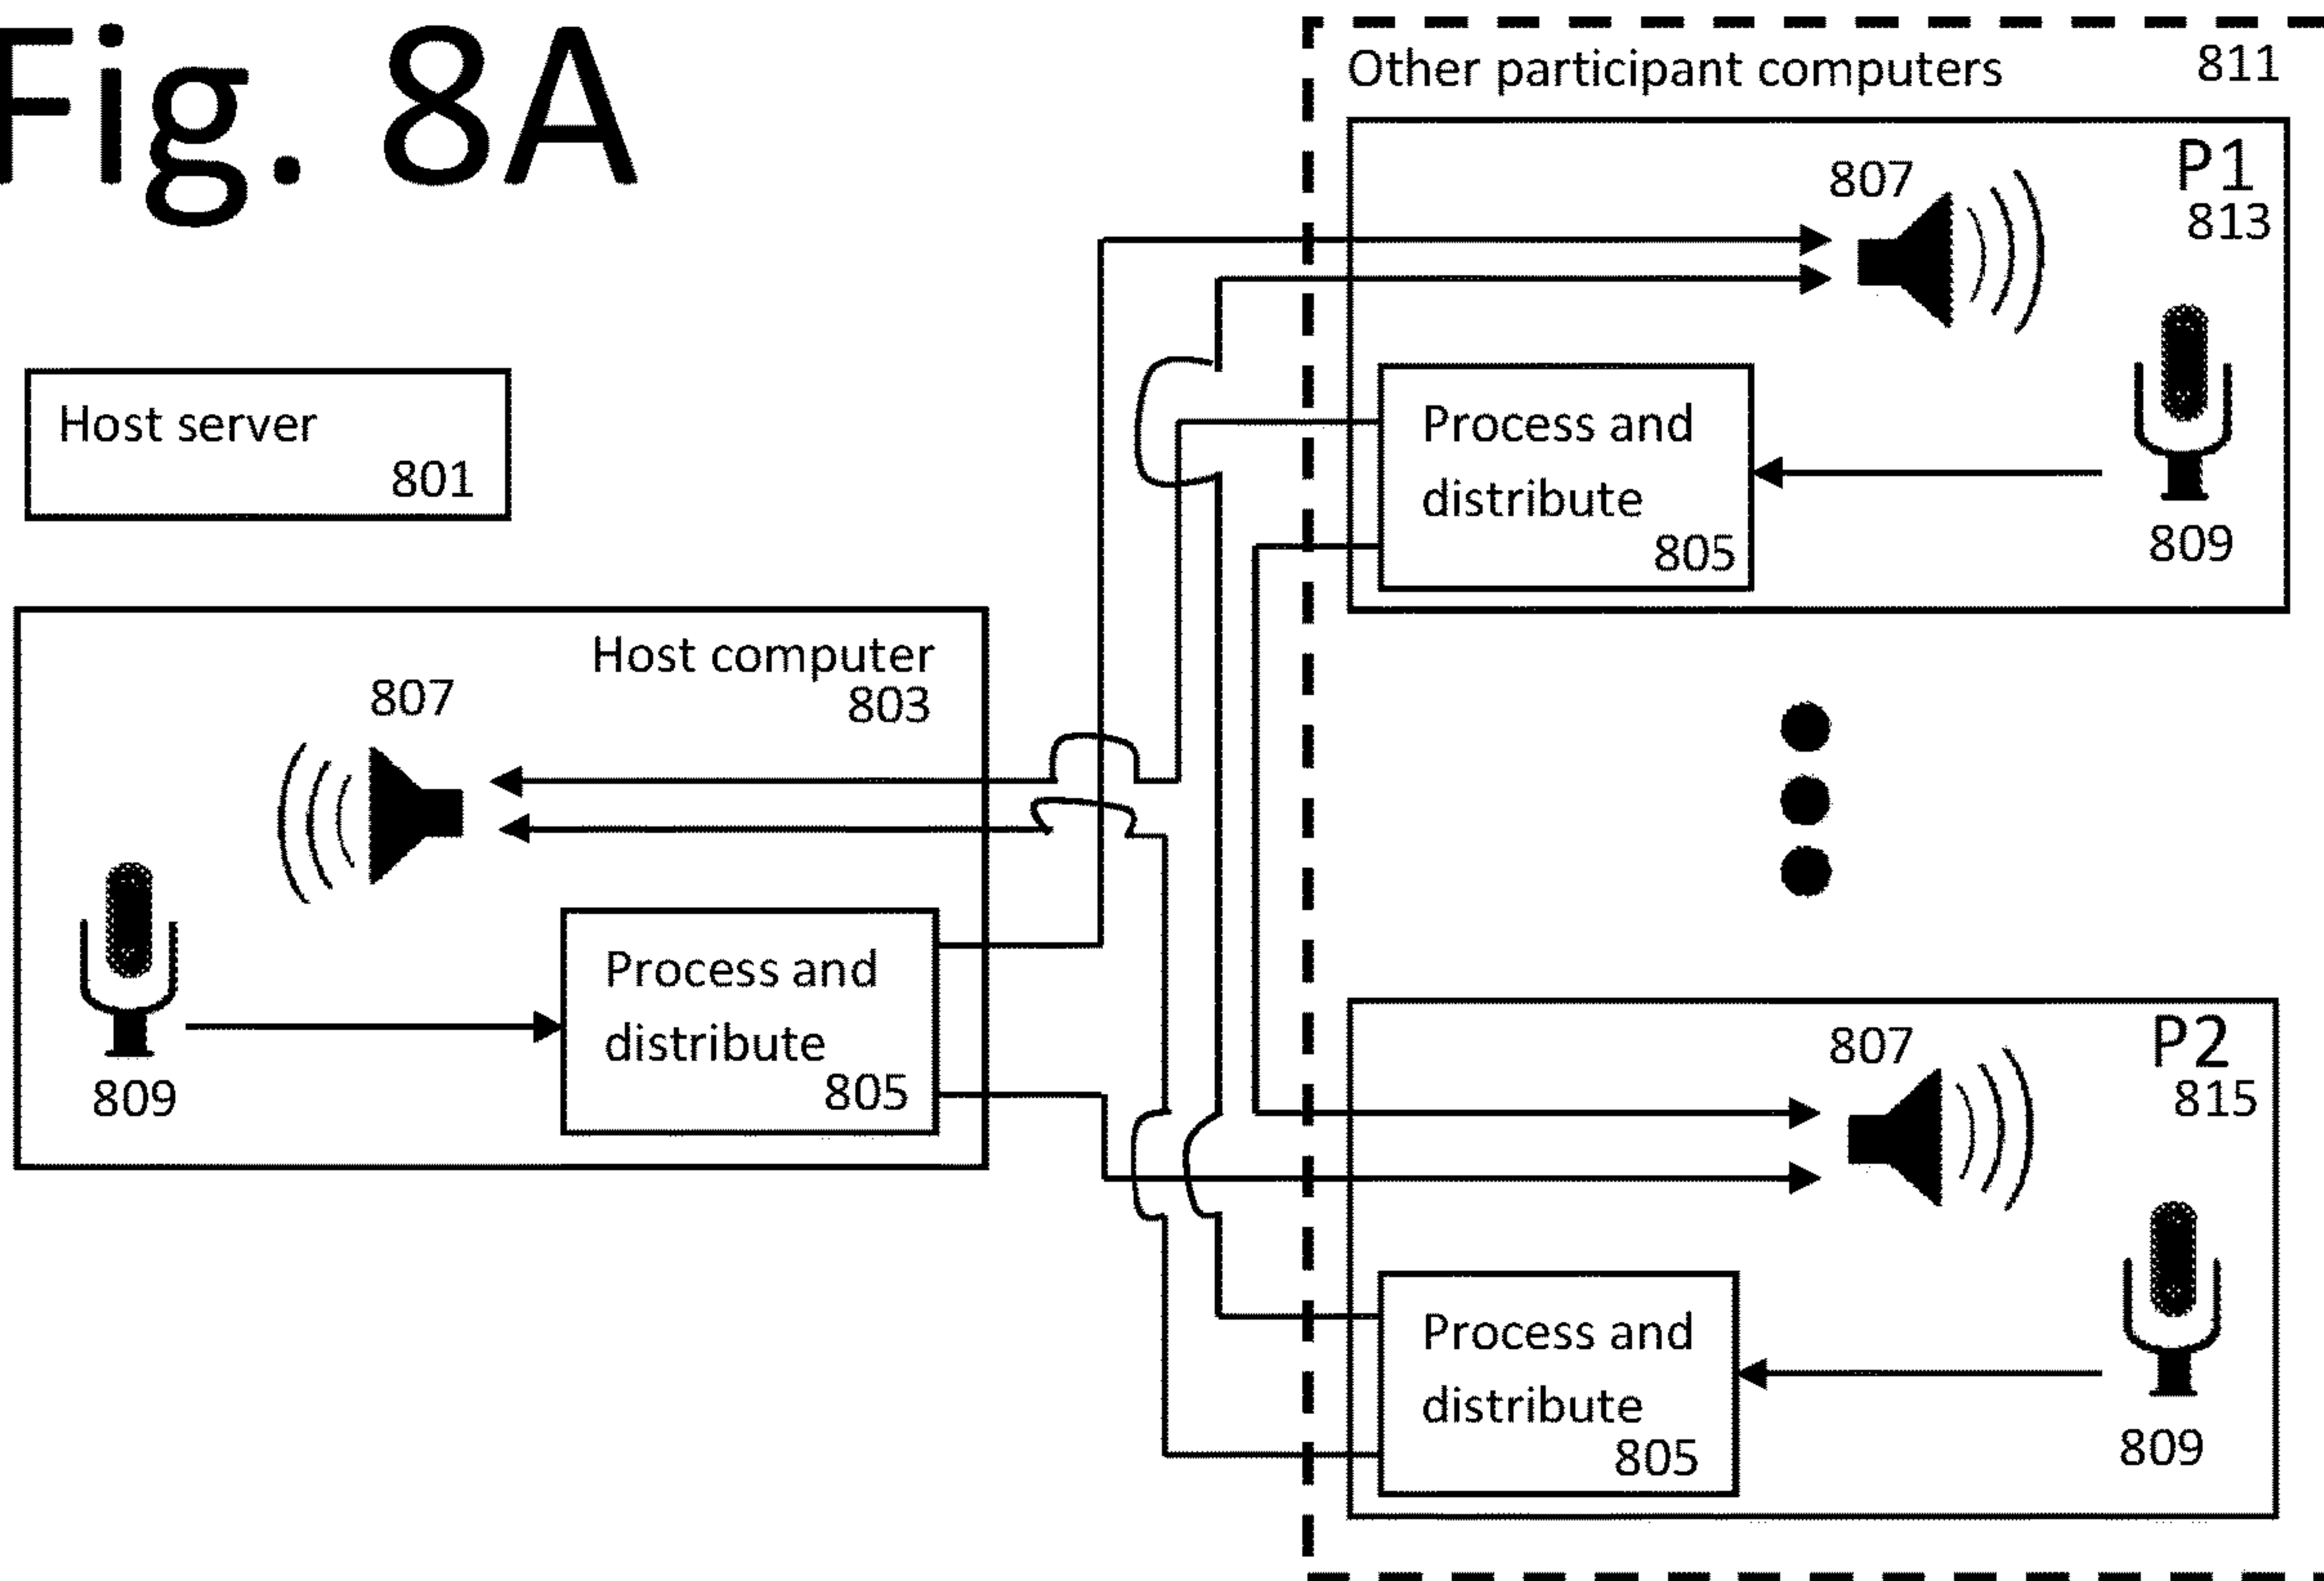 Fig. 8A
Other participant computers 811
P1
807
813
Host server
801
Process and
distribute
805
809
Host computer
803
807
Process and
distribute
805
809
P2
807
815
Process and
distribute
805
809